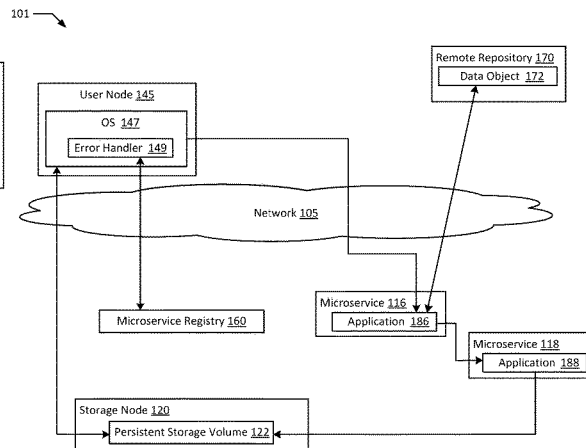 101
Remote Repository 170
Data Object 172
User Node 145
OS 147
Error Handler 149
Network 105
Microservice 116
Application 186
Microservice Registry 160
Microservice 118
Application 188
Storage Node 120
Persistent Storage Volume 122